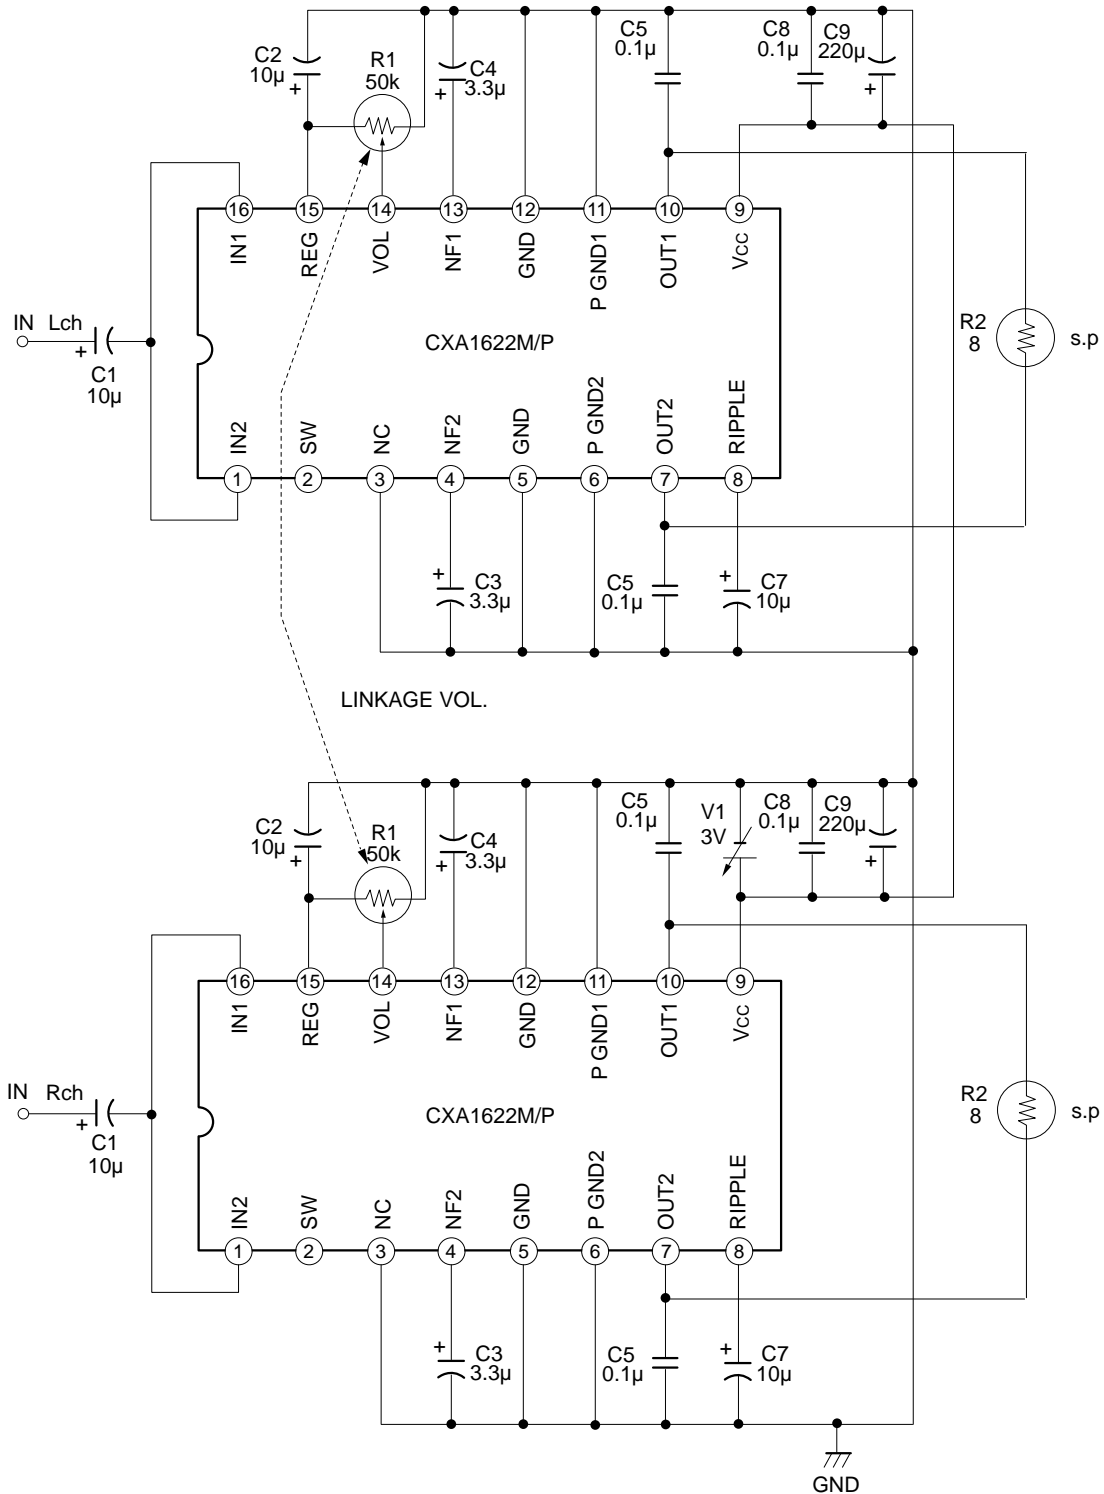 C2
10µ
R1
50k
C4
3.3µ
C5
0.1µ
C8
0.1µ
C9
220µ
+
+
+
16
15
14
13
12
11
10
9
IN1
REG
VOL
NF1
GND
P GND1
OUT1
VCC
IN
Lch
+
C1
10µ
CXA1622M/P
R2
8
s.p
IN2
SW
NC
NF2
GND
P GND2
OUT2
RIPPLE
1
2
3
4
5
6
7
8
+
C3
3.3µ
C5
0.1µ
+
C7
10µ
LINKAGE VOL.
C2
10µ
R1
50k
C4
3.3µ
C5
0.1µ
V1
3V
C8
0.1µ
C9
220µ
+
+
+
16
15
14
13
12
11
10
9
IN1
REG
VOL
NF1
GND
P GND1
OUT1
VCC
IN
Rch
+
C1
10µ
CXA1622M/P
R2
8
s.p
IN2
SW
NC
NF2
GND
P GND2
OUT2
RIPPLE
1
2
3
4
5
6
7
8
+
C3
3.3µ
C5
0.1µ
+
C7
10µ
GND